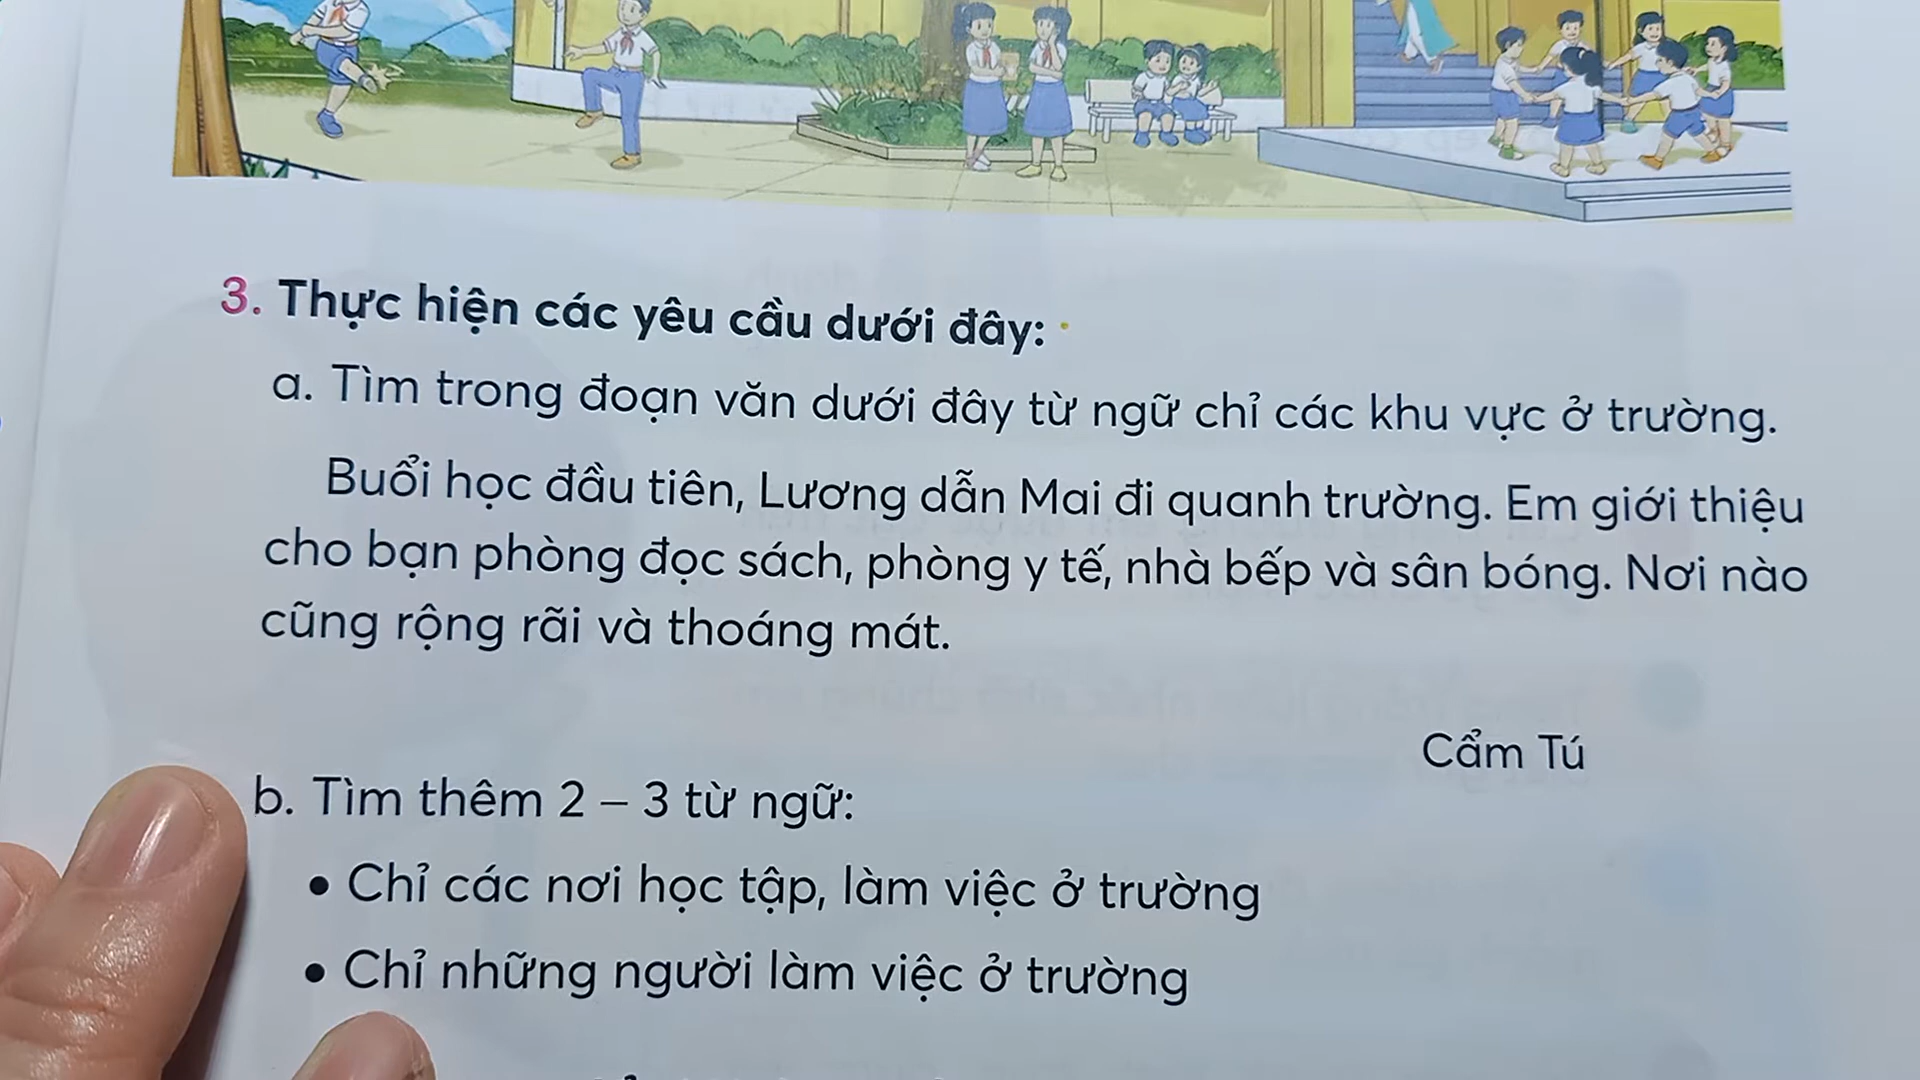 3. Thực hiện các yêu cầu dưới đây:
a. Tìm trong đoạn văn dưới đây từ ngữ chỉ các khu vực ở trường.
Buổi học đầu tiên, Lương dẫn Mai đi quanh trường. Em giới thiệu
cho bạn phòng đọc sách, phòng y tế, nhà bếp và sân bóng. Nơi nào
cũng rộng rãi và thoáng mát.
Cẩm Tú
b. Tìm thêm 2 – 3 từ ngữ:
• Chỉ các nơi học tập, làm việc ở trường
• Chỉ những người làm việc ở trường